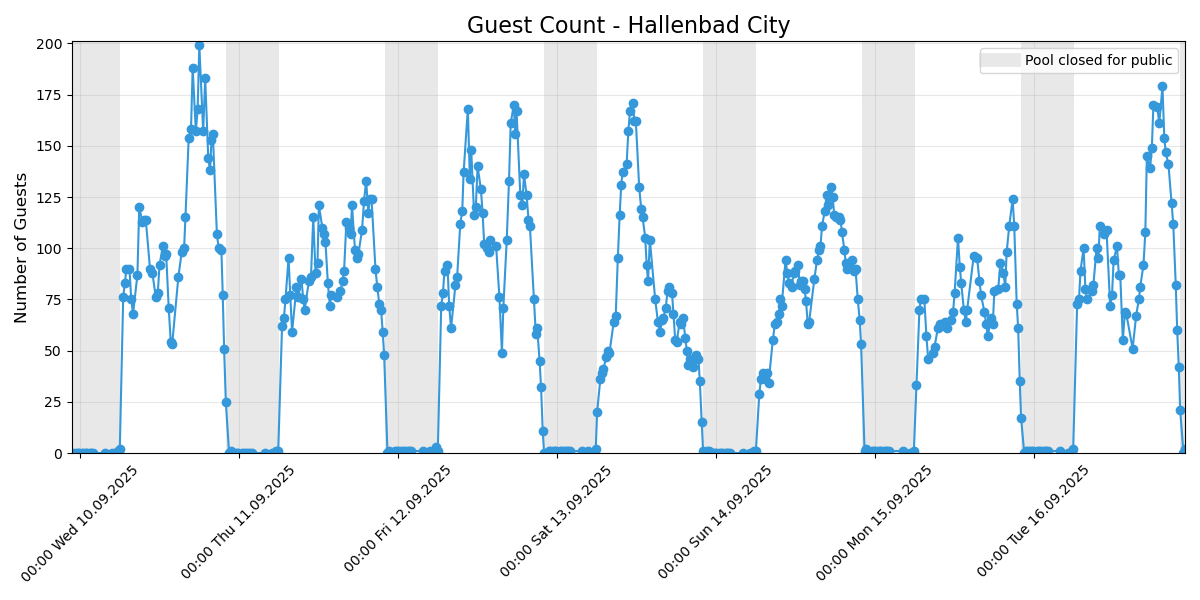 Guest Count - Hallenbad City
Pool closed for public
Number of Guests
200
175
150
125
100
75
50
25
0
00:00 Wed 10.09.2025
00:00 Thu 11.09.2025
00:00 Fri 12.09.2025
00:00 Sat 13.09.2025
00:00 Sun 14.09.2025
00:00 Mon 15.09.2025
00:00 Tue 16.09.2025